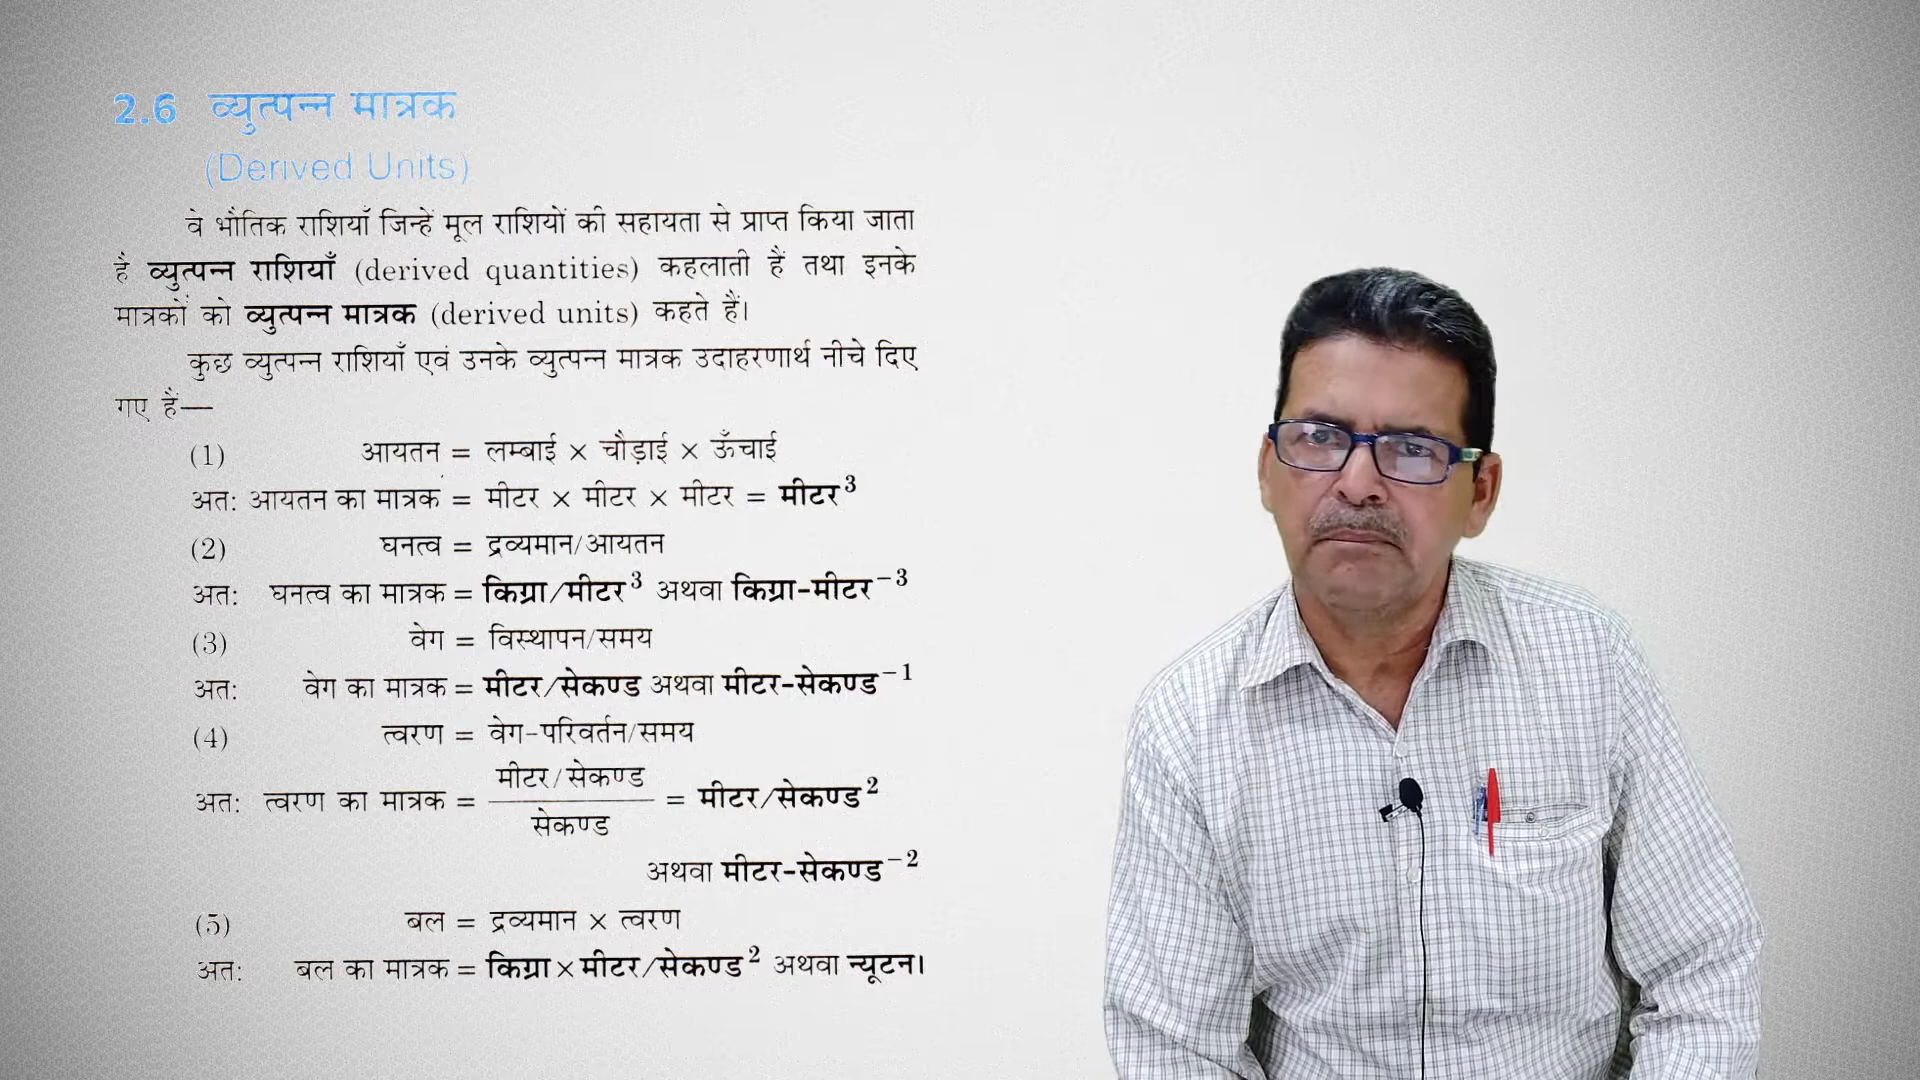 2.6 व्युत्पन्न मात्रक
(Derived Units)
वे भौतिक राशियाँ जिन्हें मूल राशियों की सहायता से प्राप्त किया जाता
है व्युत्पन्न राशियाँ (derived quantities) कहलाती हैं तथा इनके
मात्रकों को व्युत्पन्न मात्रक (derived units) कहते हैं।
कुछ व्युत्पन्न राशियाँ एवं उनके व्युत्पन्न मात्रक उदाहरणार्थ नीचे दिए
गए हैं—
(1) आयतन = लम्बाई × चौड़ाई × ऊँचाई
अत: आयतन का मात्रक = मीटर × मीटर × मीटर = मीटर³
(2) घनत्व = द्रव्यमान/आयतन
अत: घनत्व का मात्रक = किग्रा/मीटर³ अथवा किग्रा-मीटर⁻³
(3) वेग = विस्थापन/समय
अत: वेग का मात्रक = मीटर/सेकण्ड अथवा मीटर-सेकण्ड⁻¹
(4) त्वरण = वेग-परिवर्तन/समय
अत: त्वरण का मात्रक = मीटर/सेकण्ड / सेकण्ड = मीटर/सेकण्ड²
अथवा मीटर-सेकण्ड⁻²
(5) बल = द्रव्यमान × त्वरण
अत: बल का मात्रक = किग्रा×मीटर/सेकण्ड² अथवा न्यूटन।